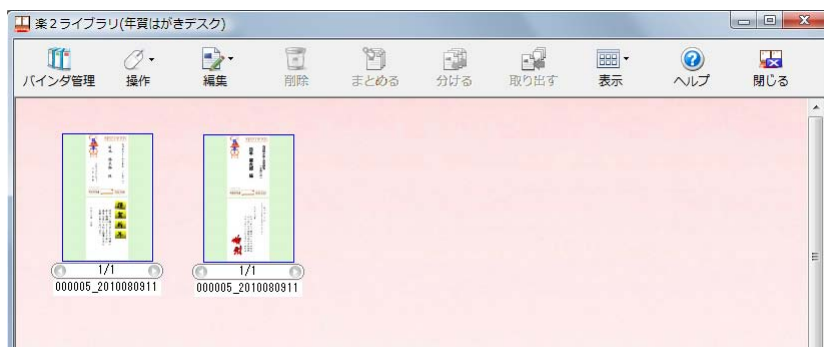 楽2ライブラリ(年賀はがきデスク)
バインダ管理 操作 編集 削除 まとめる 分ける 取り出す 表示 ヘルプ 閉じる
1/1 1/1
000005_2010080911 000005_2010080911